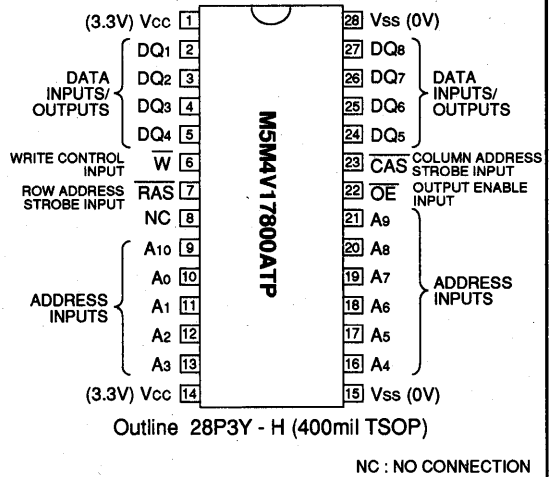 (3.3V) Vcc 1
DQ1 2
DQ2 3
DQ3 4
DQ4 5
DATA
INPUTS/
OUTPUTS
WRITE CONTROL
INPUT
W 6
ROW ADDRESS
STROBE INPUT
RAS 7
NC 8
A10 9
A0 10
A1 11
A2 12
A3 13
ADDRESS
INPUTS
(3.3V) Vcc 14
M5M4V17800ATP
28 Vss (0V)
27 DQ8
26 DQ7
25 DQ6
24 DQ5
DATA
INPUTS/
OUTPUTS
23 CAS COLUMN ADDRESS
STROBE INPUT
22 OE OUTPUT ENABLE
INPUT
21 A9
20 A8
19 A7
18 A6
17 A5
16 A4
ADDRESS
INPUTS
15 Vss (0V)
Outline 28P3Y - H (400mil TSOP)
NC : NO CONNECTION